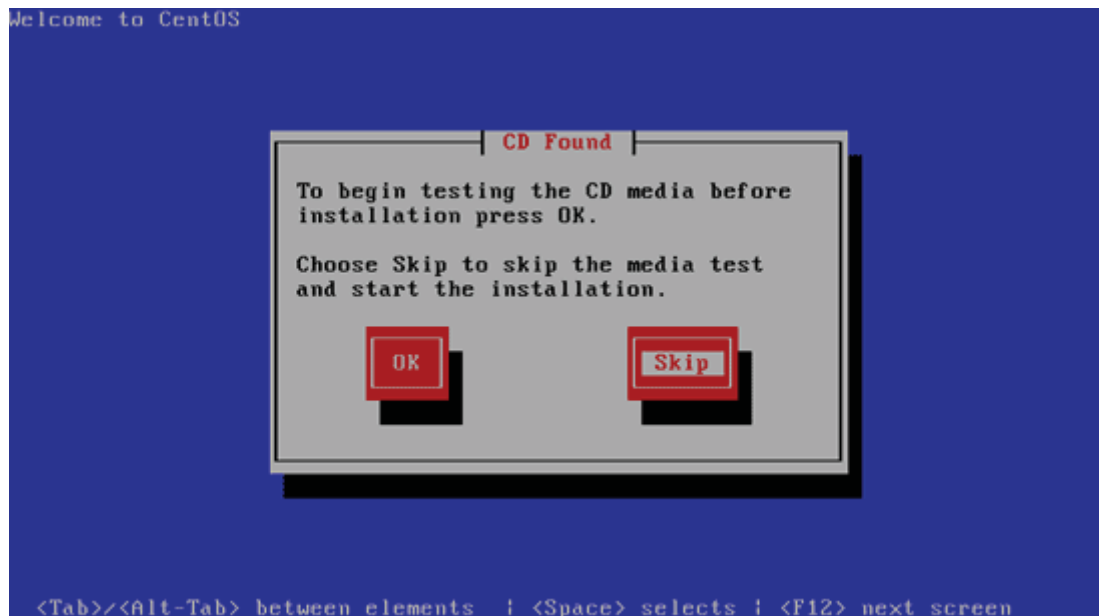 Welcome to CentOS
CD Found
To begin testing the CD media before
installation press OK.
Choose Skip to skip the media test
and start the installation.
OK Skip
<Tab>/<Alt-Tab> between elements | <Space> selects | <F12> next screen